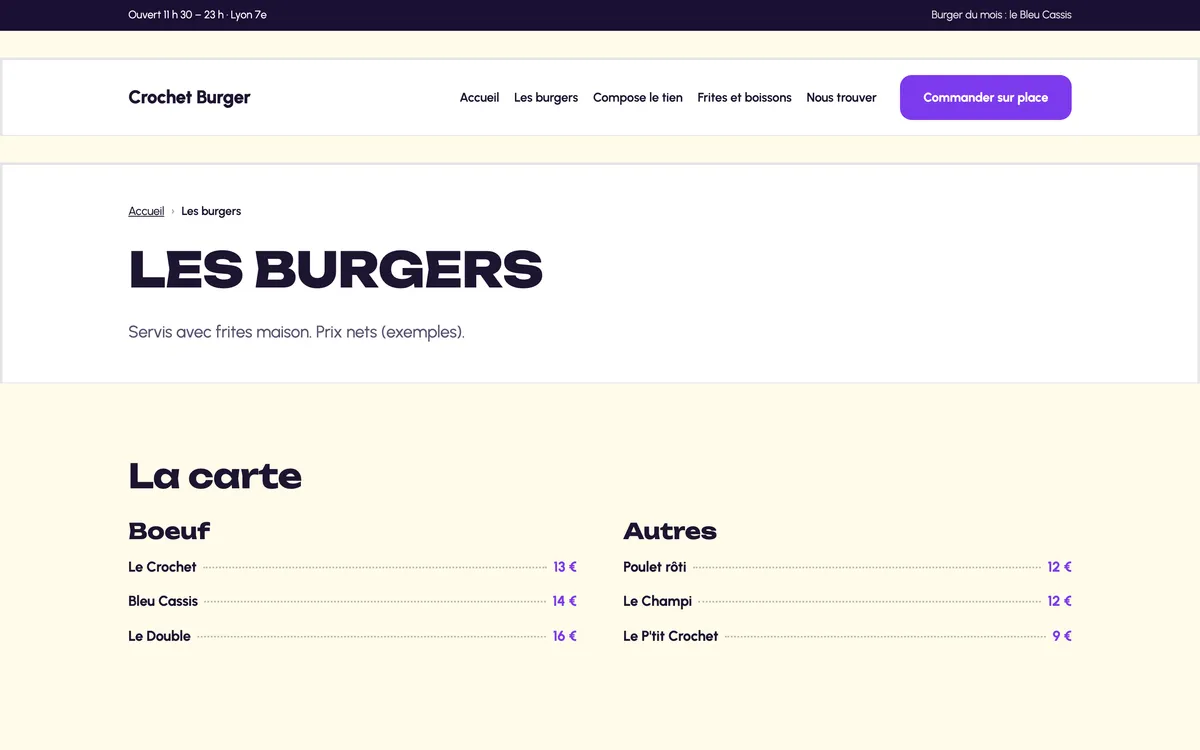 Ouvert 11 h 30 – 23 h · Lyon 7e
Burger du mois : le Bleu Cassis
Crochet Burger
Accueil
Les burgers
Compose le tien
Frites et boissons
Nous trouver
Commander sur place
Accueil › Les burgers
LES BURGERS
Servis avec frites maison. Prix nets (exemples).
La carte
Boeuf
Le Crochet 13 €
Bleu Cassis 14 €
Le Double 16 €
Autres
Poulet rôti 12 €
Le Champi 12 €
Le P'tit Crochet 9 €